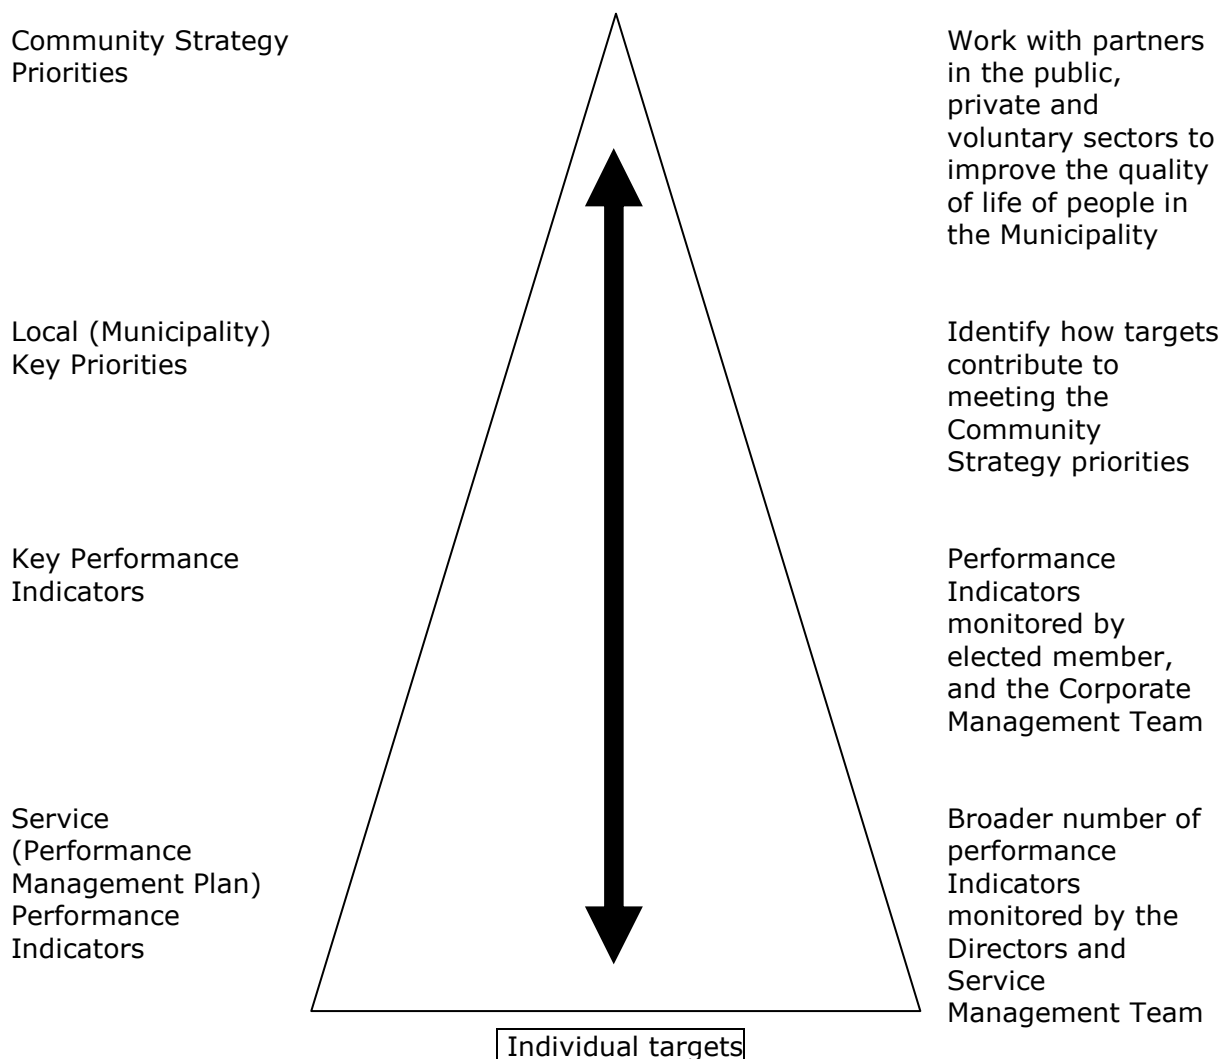 Community Strategy
Priorities
Work with partners
in the public,
private and
voluntary sectors to
improve the quality
of life of people in
the Municipality
Local (Municipality)
Key Priorities
Identify how targets
contribute to
meeting the
Community
Strategy priorities
Key Performance
Indicators
Performance
Indicators
monitored by
elected member,
and the Corporate
Management Team
Service
(Performance
Management Plan)
Performance
Indicators
Broader number of
performance
Indicators
monitored by the
Directors and
Service
Management Team
Individual targets